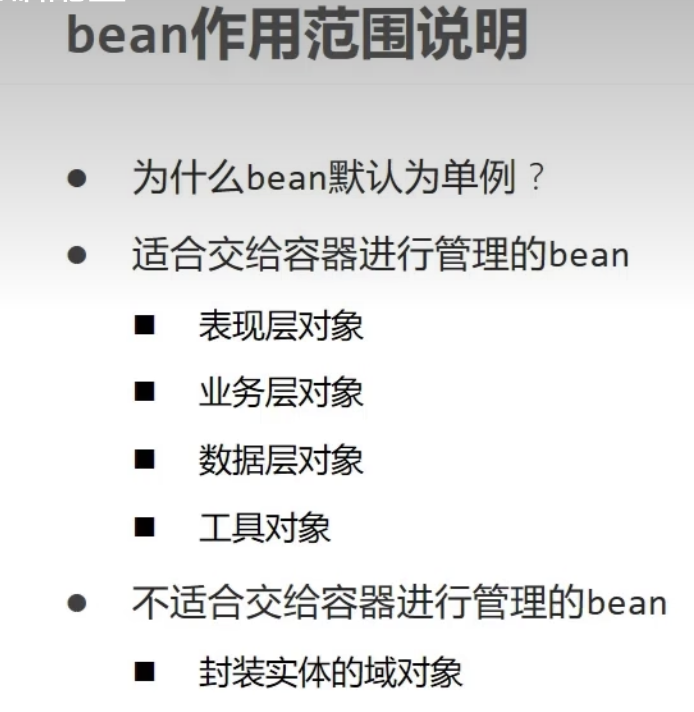 bean作用范围说明
● 为什么bean默认为单例？
● 适合交给容器进行管理的bean
■ 表现层对象
■ 业务层对象
■ 数据层对象
■ 工具对象
● 不适合交给容器进行管理的bean
■ 封装实体的域对象